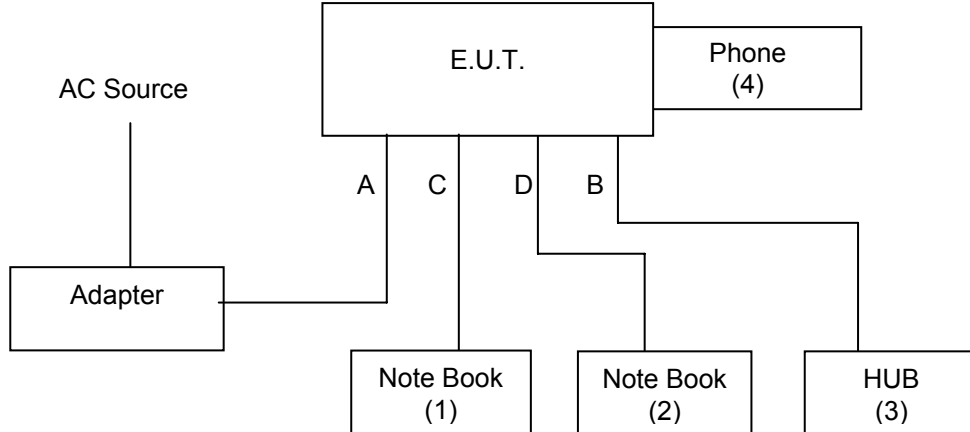 E.U.T.
Phone
(4)
AC Source
A
C
D
B
Adapter
Note Book
(1)
Note Book
(2)
HUB
(3)